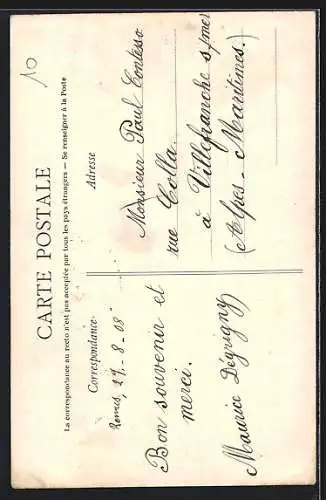 10
CARTE POSTALE
La correspondance au recto n'est pas acceptée par tous les pays étrangers — Se renseigner à la Poste
Correspondance
Adresse
27-8-08
Bon souvenir et
merci.
Maurice Dégrigny
Monsieur Paul Contesso
rue Colla.
à Villefranche s/mer
(Alpes-Maritimes.)